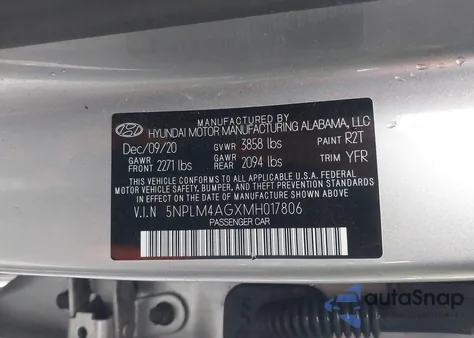 MANUFACTURED BY
HYUNDAI MOTOR MANUFACTURING ALABAMA, LLC
Dec/09/20 GVWR 3858 lbs PAINT R2T
GAWR FRONT 2271 lbs GAWR REAR 2094 lbs TRIM YFR
THIS VEHICLE CONFORMS TO ALL APPLICABLE U.S.A. FEDERAL
MOTOR VEHICLE SAFETY, BUMPER, AND THEFT PREVENTION STANDARDS
IN EFFECT ON THE DATE OF MANUFACTURE SHOWN ABOVE.
V.I.N 5NPLM4AGXMH017806
PASSENGER CAR
autoSnap